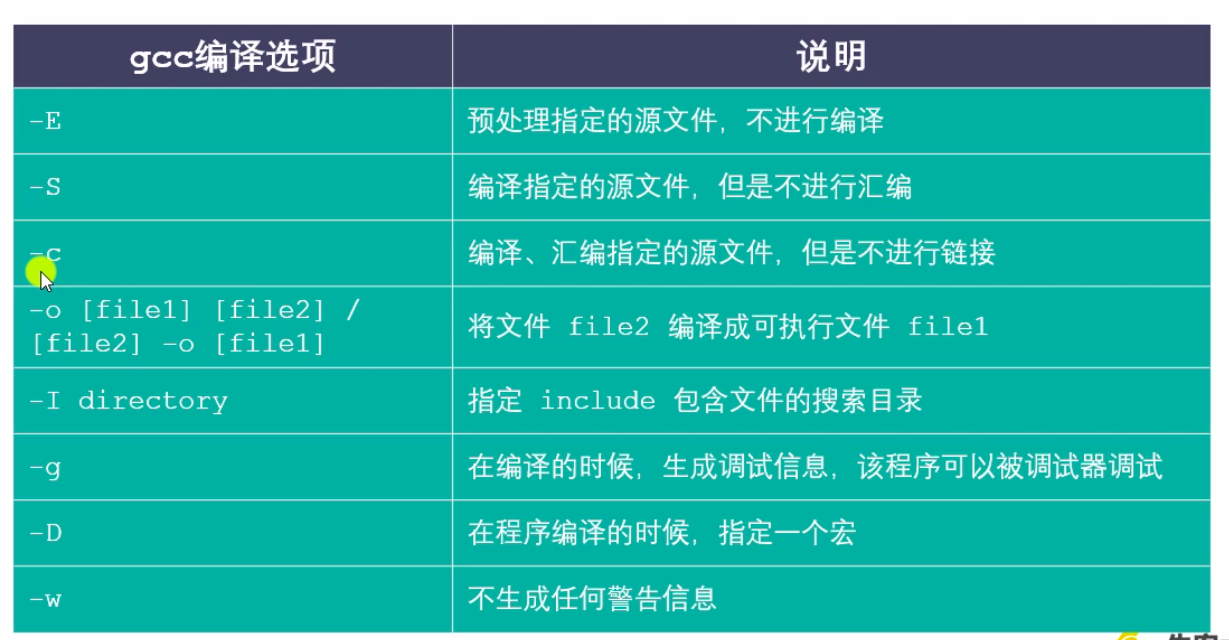 gcc编译选项 说明
-E 预处理指定的源文件，不进行编译
-S 编译指定的源文件，但是不进行汇编
-c 编译、汇编指定的源文件，但是不进行链接
-o [file1] [file2] /
[file2] -o [file1] 将文件 file2 编译成可执行文件 file1
-I directory 指定 include 包含文件的搜索目录
-g 在编译的时候，生成调试信息，该程序可以被调试器调试
-D 在程序编译的时候，指定一个宏
-w 不生成任何警告信息